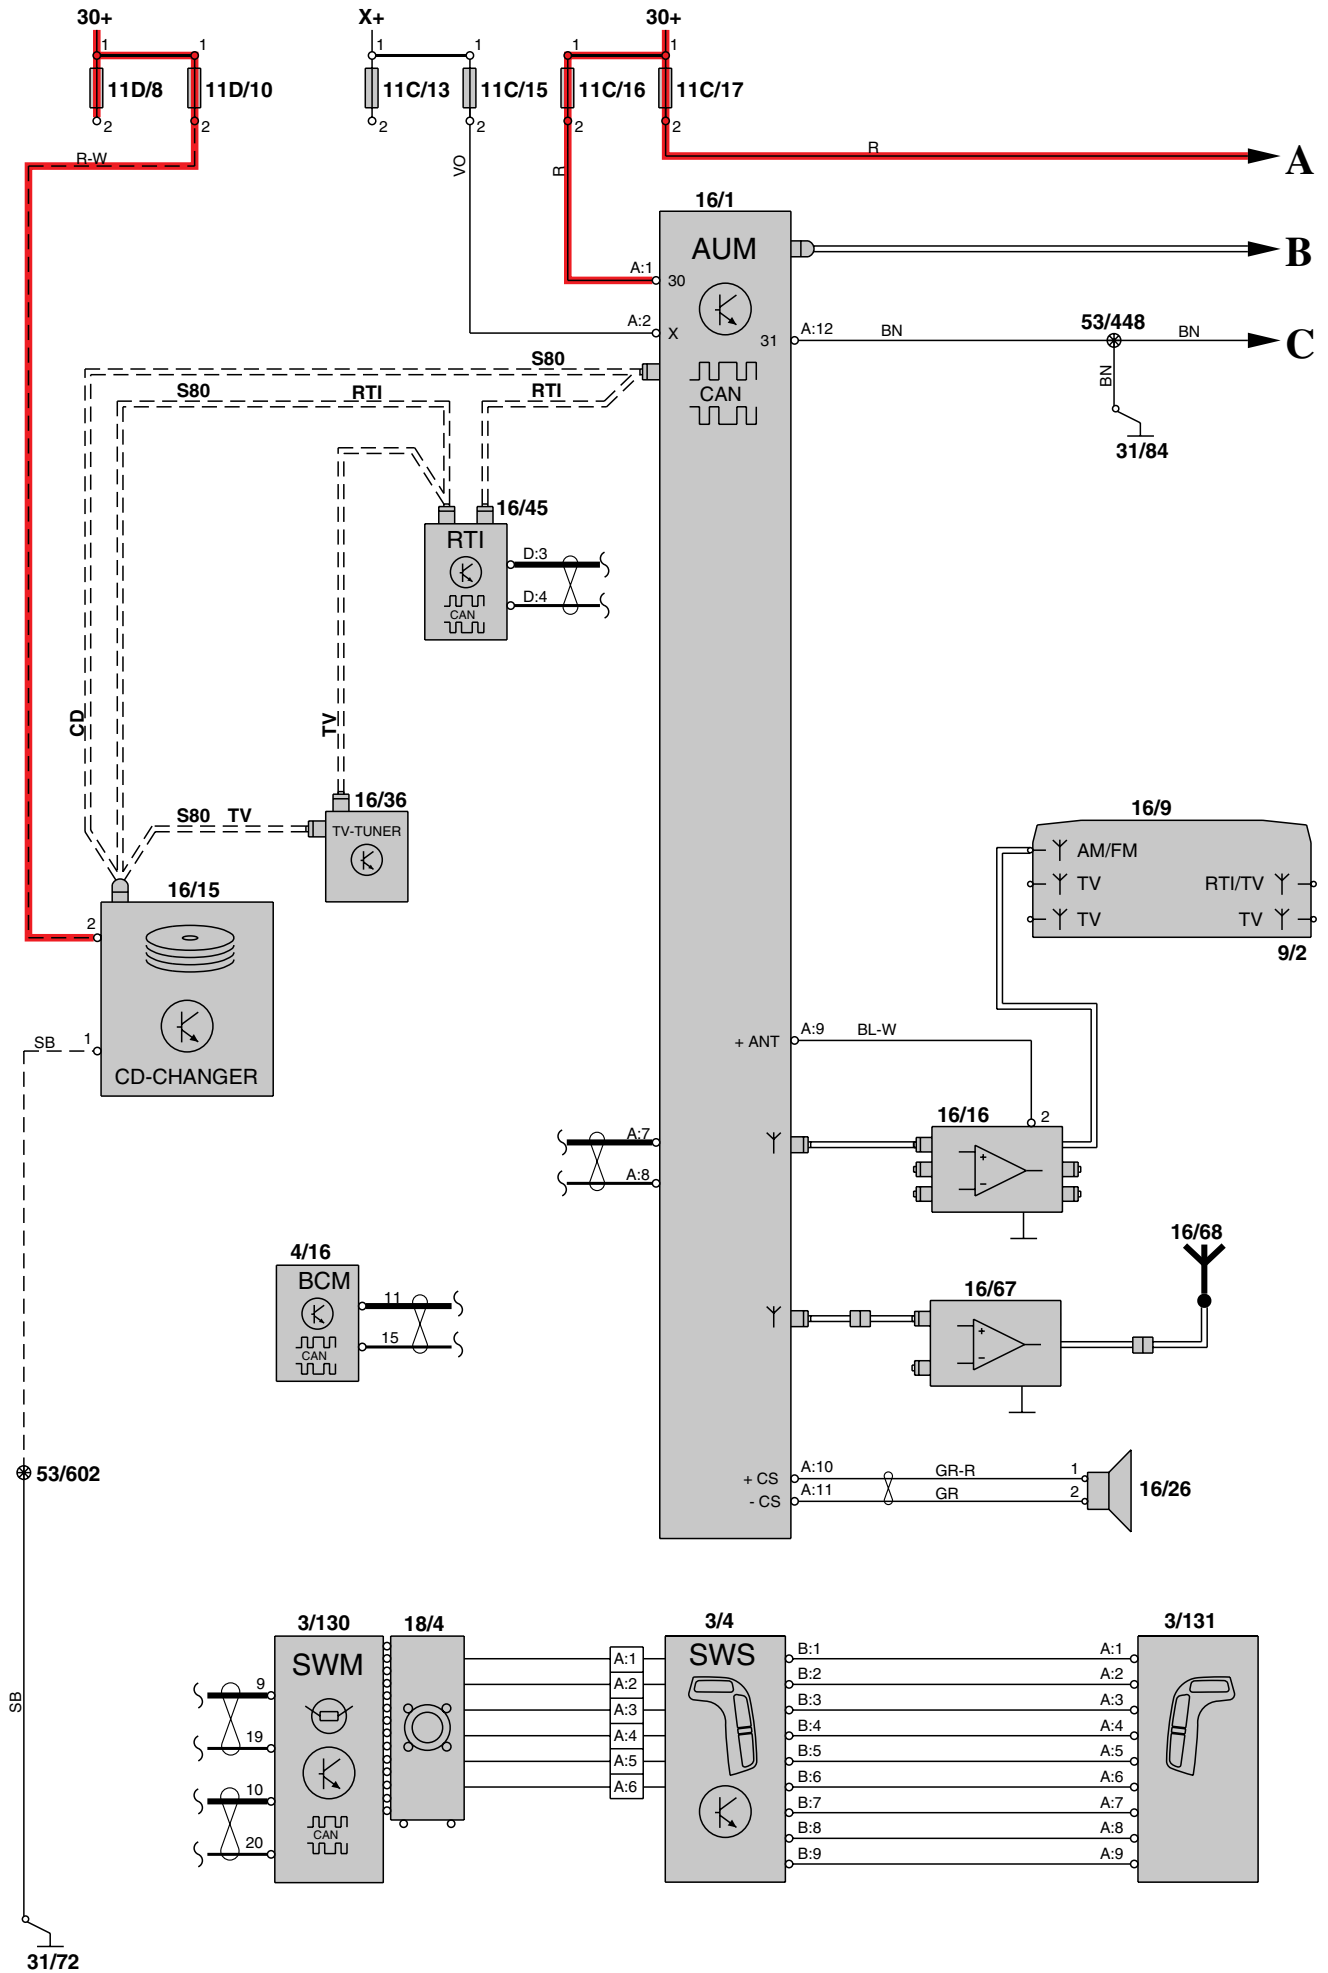 30+ X+ 30+
1 1 1 1 1 1
11D/8 11D/10 11C/13 11C/15 11C/16 11C/17
2 2 2 2 2 2
R-W VO R R A
16/1
AUM B
A:1 30
A:2 X 31 A:12 BN 53/448 BN C
S80 CAN BN
S80 RTI RTI
31/84
16/45
RTI
D:3
CAN
D:4
CD TV
16/36
S80 TV TV-TUNER
16/9
AM/FM
TV RTI/TV
TV TV
9/2
16/15
2
SB 1
CD-CHANGER
+ ANT A:9 BL-W
16/16 2
A:7
+
-
A:8
4/16
BCM
11
15
CAN
16/68
16/67
+
-
53/602
+ CS A:10 GR-R 1
- CS A:11 GR 2
16/26
SB
3/130 18/4 3/4 3/131
SWM SWS
9
19
10
20
CAN
A:1 B:1 A:1
A:2 B:2 A:2
A:3 B:3 A:3
A:4 B:4 A:4
A:5 B:5 A:5
A:6 B:6 A:6
B:7 A:7
B:8 A:8
B:9 A:9
31/72